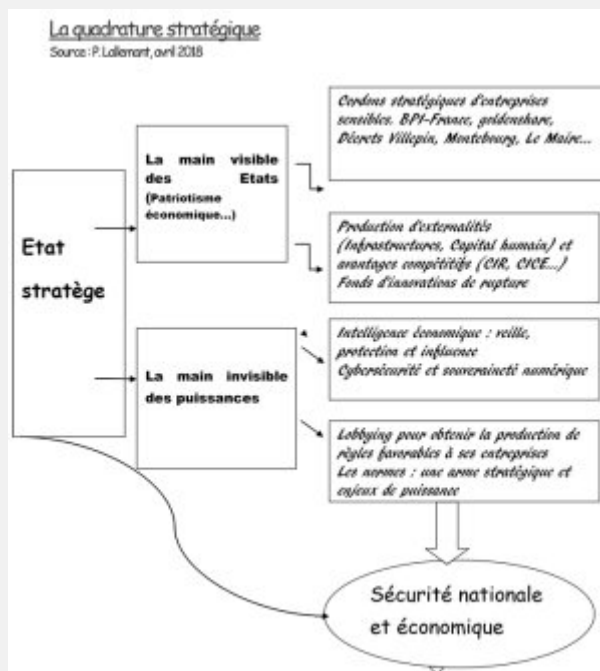 La quadrature stratégique
Source : P.Lallemant, avril 2018
Cordons stratégiques d'entreprises
sensibles, BPI-France, goldenshare,
Décrets Villepin, Montebourg, Le Maire...
La main visible
des Etats
(Patriotisme
économique...)
Production d'externalités
(Infrastructures, Capital humain) et
avantages compétitifs (CIR, CICE...)
Fonds d'innovations de rupture
Etat
stratège
Intelligence économique : veille,
protection et influence
Cybersécurité et souveraineté numérique
La main invisible
des puissances
Lobbying pour obtenir la production de
règles favorables à ses entreprises
Les normes : une arme stratégique et
enjeux de puissance
Sécurité nationale
et économique